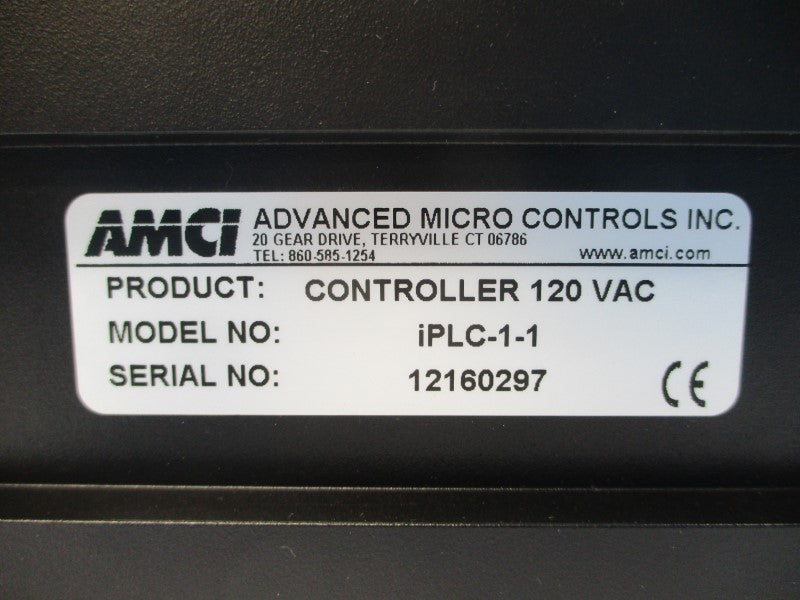 AMCI ADVANCED MICRO CONTROLS INC.
20 GEAR DRIVE, TERRYVILLE CT 06786
TEL: 860-585-1254 www.amci.com
PRODUCT: CONTROLLER 120 VAC
MODEL NO: iPLC-1-1
SERIAL NO: 12160297 CE